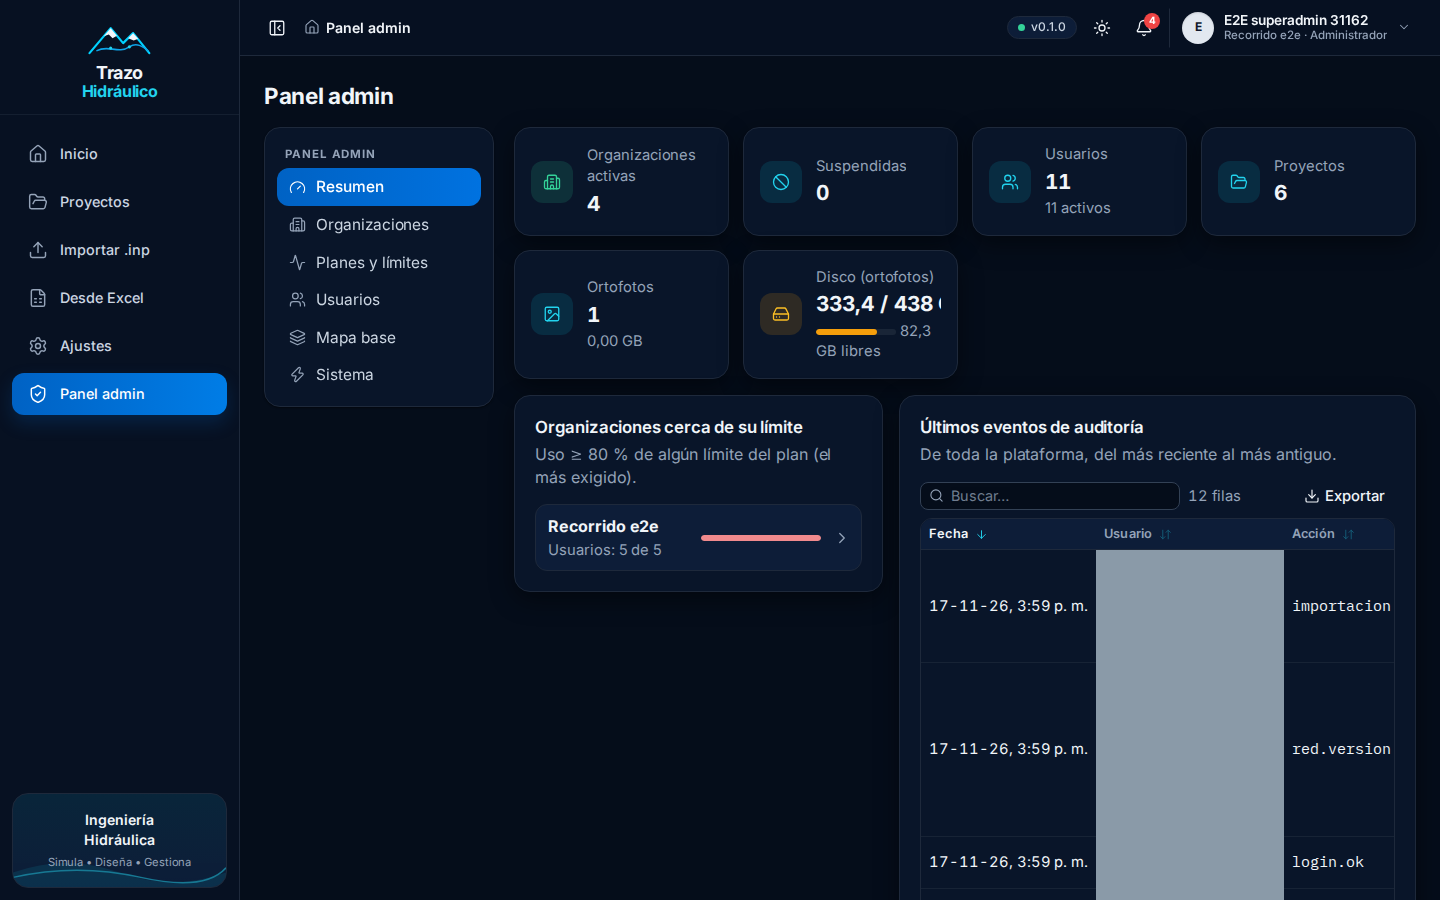 Trazo
Hidráulico
Inicio
Proyectos
Importar .inp
Desde Excel
Ajustes
Panel admin
Ingeniería
Hidráulica
Simula • Diseña • Gestiona
Panel admin
v0.1.0
4
E
E2E superadmin 31162
Recorrido e2e · Administrador
Panel admin
PANEL ADMIN
Resumen
Organizaciones
Planes y límites
Usuarios
Mapa base
Sistema
Organizaciones
activas
4
Suspendidas
0
Usuarios
11
11 activos
Proyectos
6
Ortofotos
1
0,00 GB
Disco (ortofotos)
333,4 / 438
82,3
GB libres
Organizaciones cerca de su límite
Uso ≥ 80 % de algún límite del plan (el
más exigido).
Recorrido e2e
Usuarios: 5 de 5
Últimos eventos de auditoría
De toda la plataforma, del más reciente al más antiguo.
Buscar...
12 filas
Exportar
Fecha
Usuario
Acción
17-11-26, 3:59 p. m.
importacion
17-11-26, 3:59 p. m.
red.version
17-11-26, 3:59 p. m.
login.ok